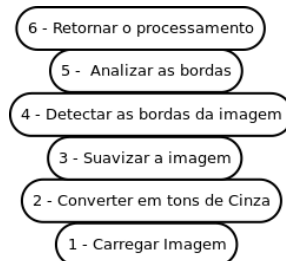 6 - Retornar o processamento
5 - Analizar as bordas
4 - Detectar as bordas da imagem
3 - Suavizar a imagem
2 - Converter em tons de Cinza
1 - Carregar Imagem